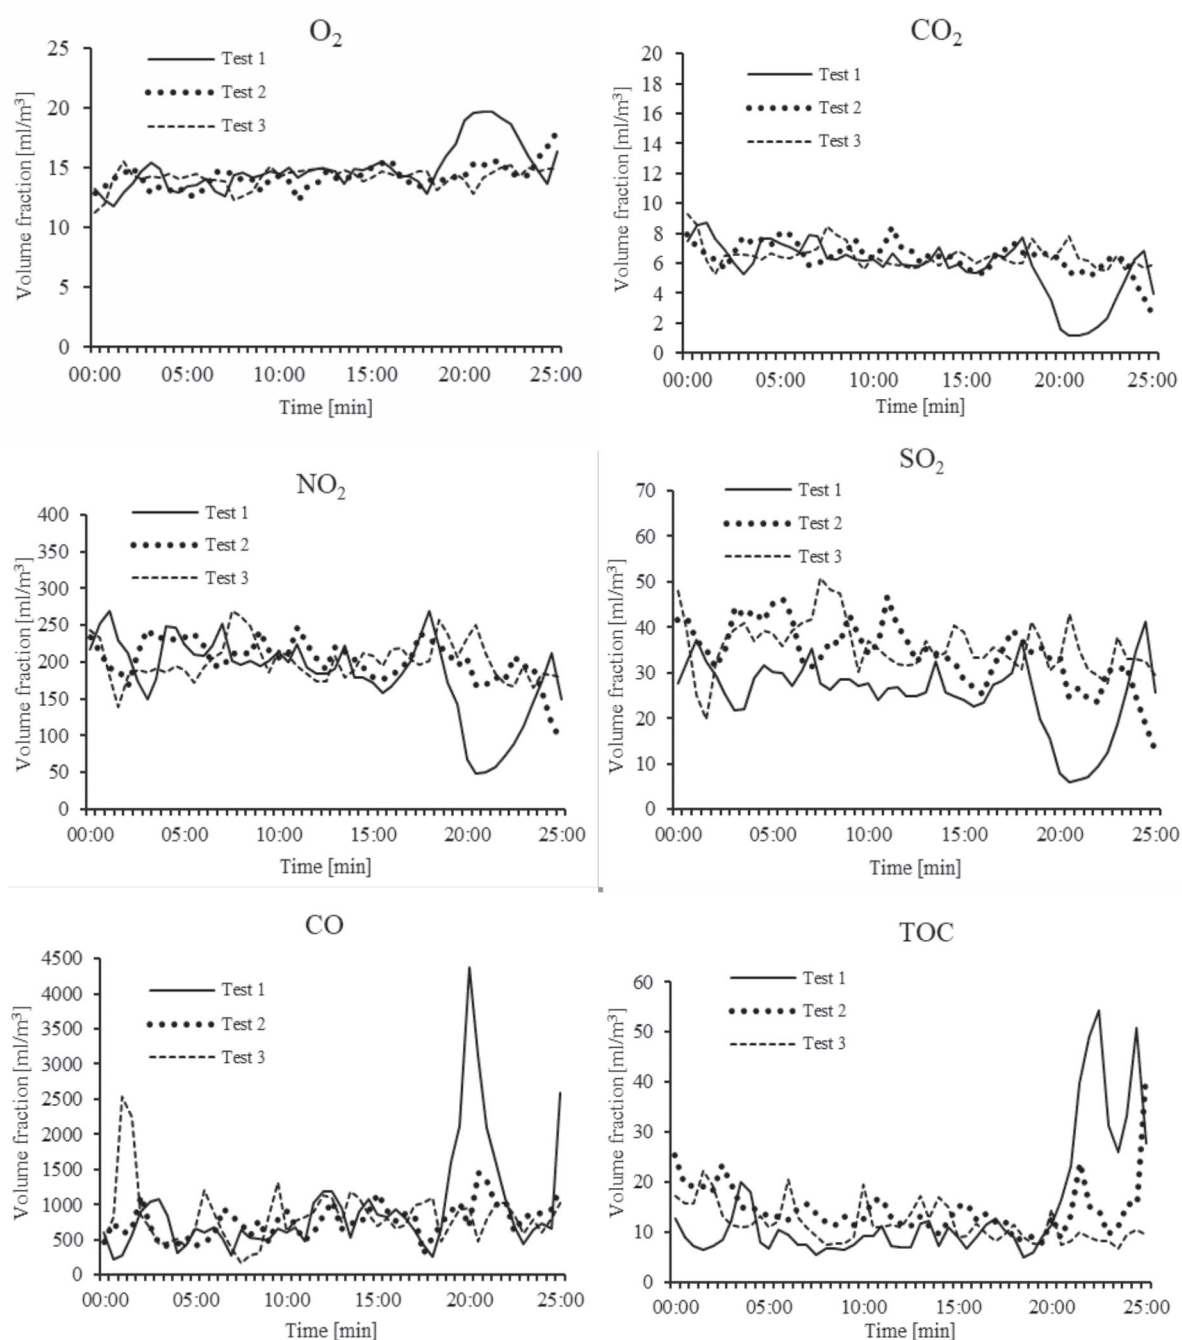 O₂
25
20
15
10
5
0
Volume fraction [ml/m³]
Test 1
Test 2
Test 3
00:00 05:00 10:00 15:00 20:00 25:00
Time [min]
CO₂
20
18
16
14
12
10
8
6
4
2
0
Volume fraction [ml/m³]
Test 1
Test 2
Test 3
00:00 05:00 10:00 15:00 20:00 25:00
Time [min]
NO₂
400
350
300
250
200
150
100
50
0
Volume fraction [ml/m³]
Test 1
Test 2
Test 3
00:00 05:00 10:00 15:00 20:00 25:00
Time [min]
SO₂
70
60
50
40
30
20
10
0
Volume fraction [ml/m³]
Test 1
Test 2
Test 3
00:00 05:00 10:00 15:00 20:00 25:00
Time [min]
CO
4500
4000
3500
3000
2500
2000
1500
1000
500
0
Volume fraction [ml/m³]
Test 1
Test 2
Test 3
00:00 05:00 10:00 15:00 20:00 25:00
Time [min]
TOC
60
50
40
30
20
10
0
Volume fraction [ml/m³]
Test 1
Test 2
Test 3
00:00 05:00 10:00 15:00 20:00 25:00
Time [min]